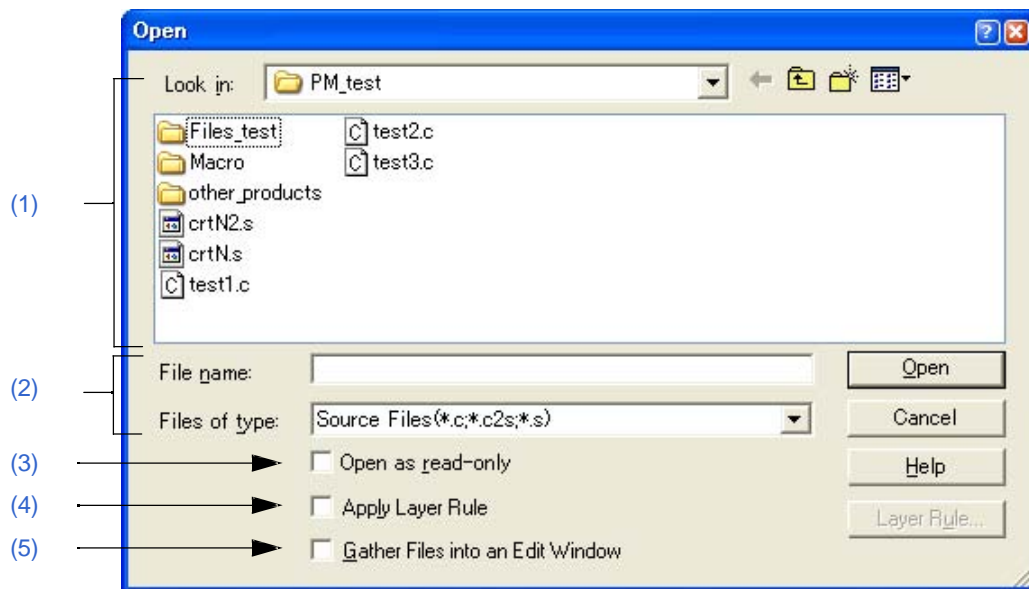 Open
Look in: PM_test
Files_test test2.c
Macro test3.c
(1) other_products
crtN2.s
crtN.s
test1.c
(2) File name: Open
Files of type: Source Files(*.c;*.c2s;*.s) Cancel
(3) Open as read-only Help
(4) Apply Layer Rule Layer Rule...
(5) Gather Files into an Edit Window